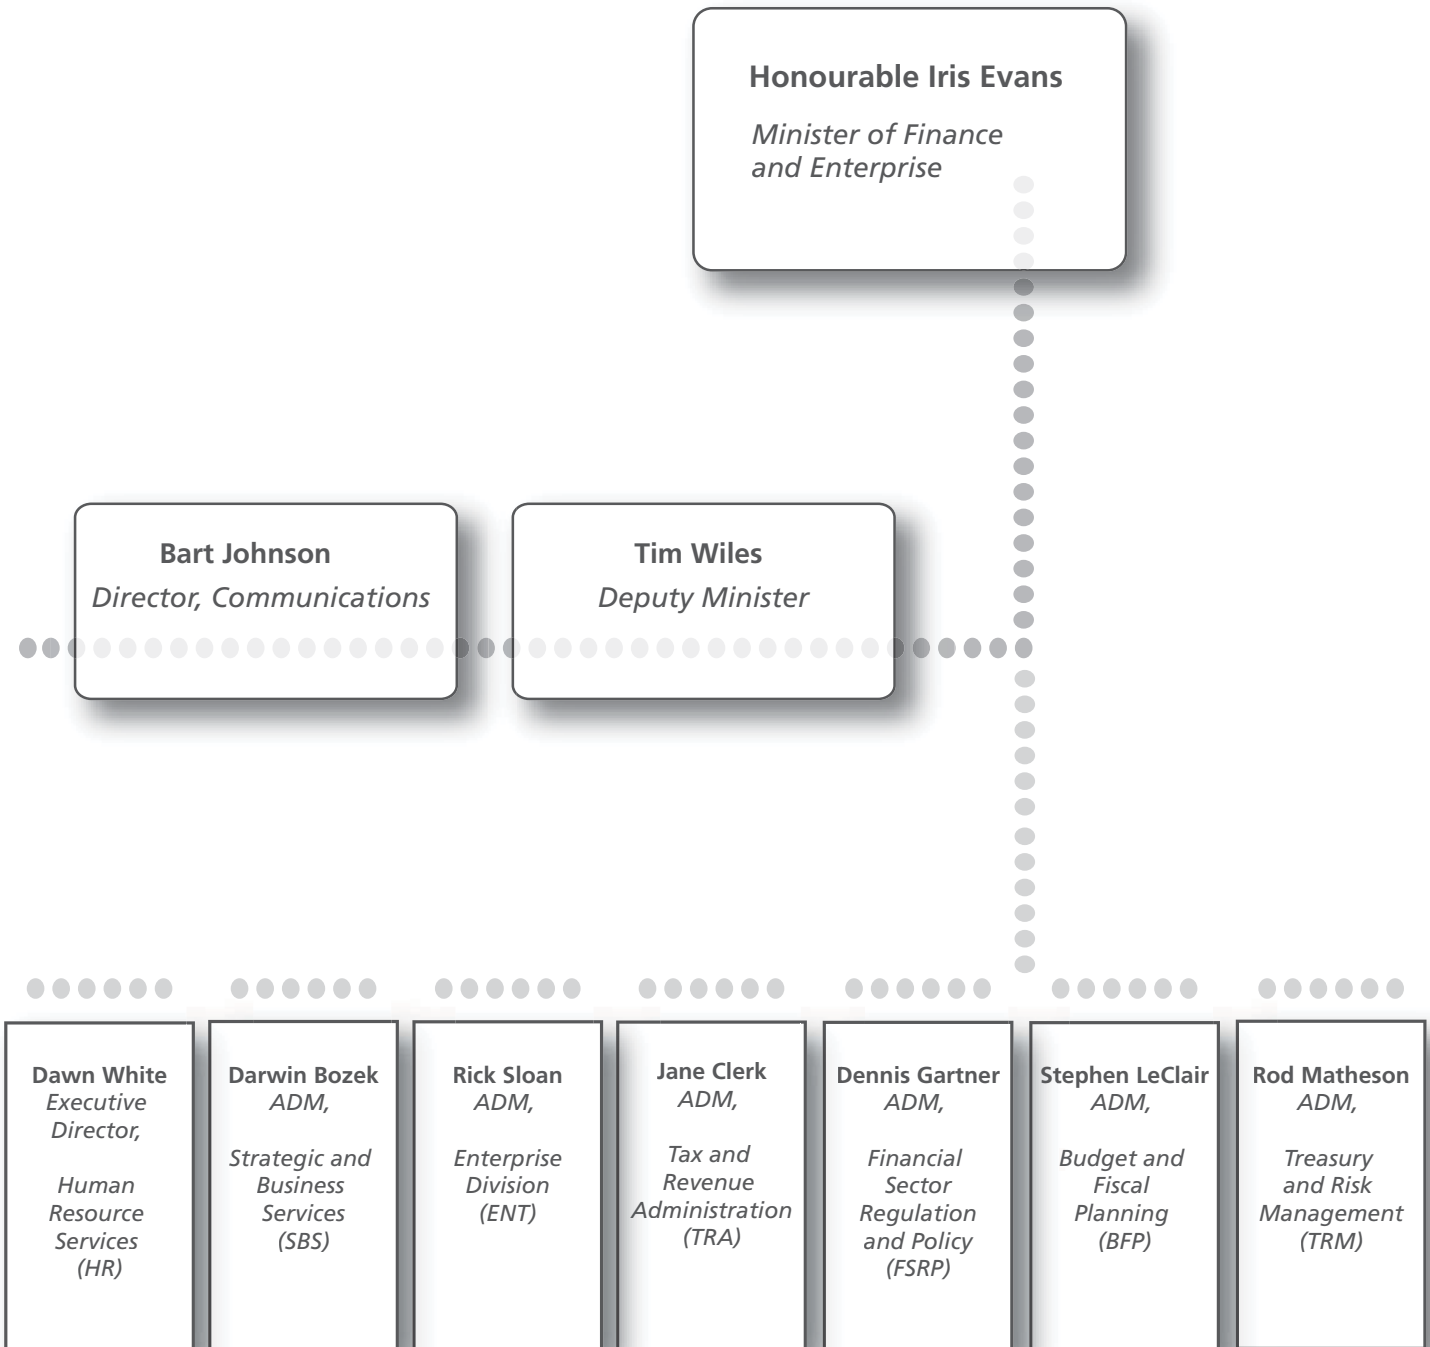 Honourable Iris Evans
Minister of Finance
and Enterprise
Bart Johnson
Director, Communications
Tim Wiles
Deputy Minister
Dawn White
Executive
Director,
Human
Resource
Services
(HR)
Darwin Bozek
ADM,
Strategic and
Business
Services
(SBS)
Rick Sloan
ADM,
Enterprise
Division
(ENT)
Jane Clerk
ADM,
Tax and
Revenue
Administration
(TRA)
Dennis Gartner
ADM,
Financial
Sector
Regulation
and Policy
(FSRP)
Stephen LeClair
ADM,
Budget and
Fiscal
Planning
(BFP)
Rod Matheson
ADM,
Treasury
and Risk
Management
(TRM)